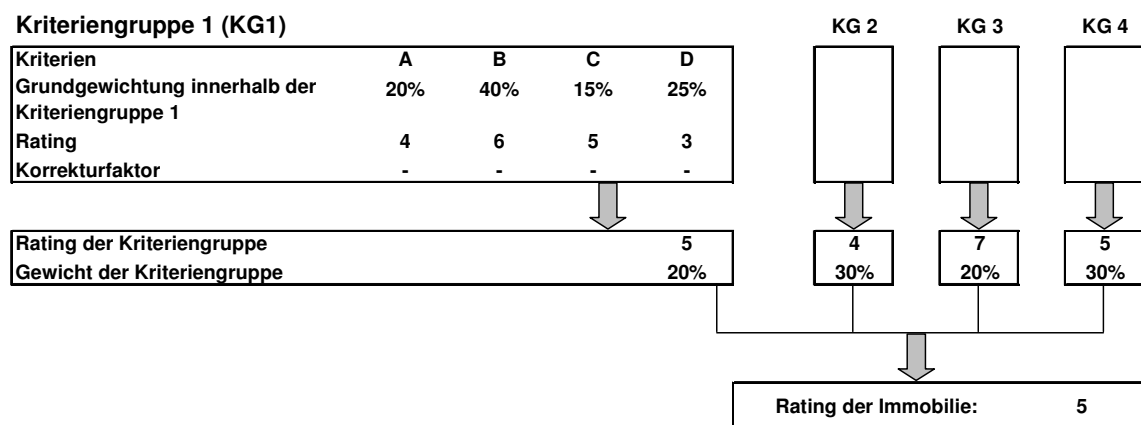 Kriteriengruppe 1 (KG1) KG 2 KG 3 KG 4
Kriterien A B C D
Grundgewichtung innerhalb der 20% 40% 15% 25%
Kriteriengruppe 1
Rating 4 6 5 3
Korrekturfaktor - - - -
Rating der Kriteriengruppe 5 4 7 5
Gewicht der Kriteriengruppe 20% 30% 20% 30%
Rating der Immobilie: 5